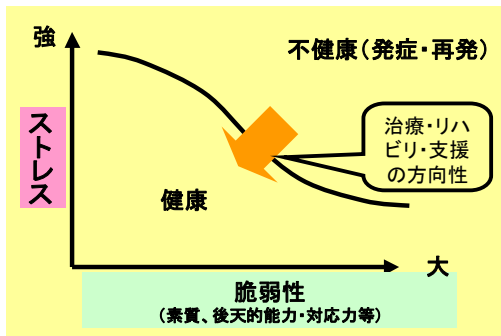 強
不健康（発症・再発）
ストレス
治療・リハ
ビリ・支援
の方向性
健康
大
脆弱性
（素質、後天的能力・対応力等）